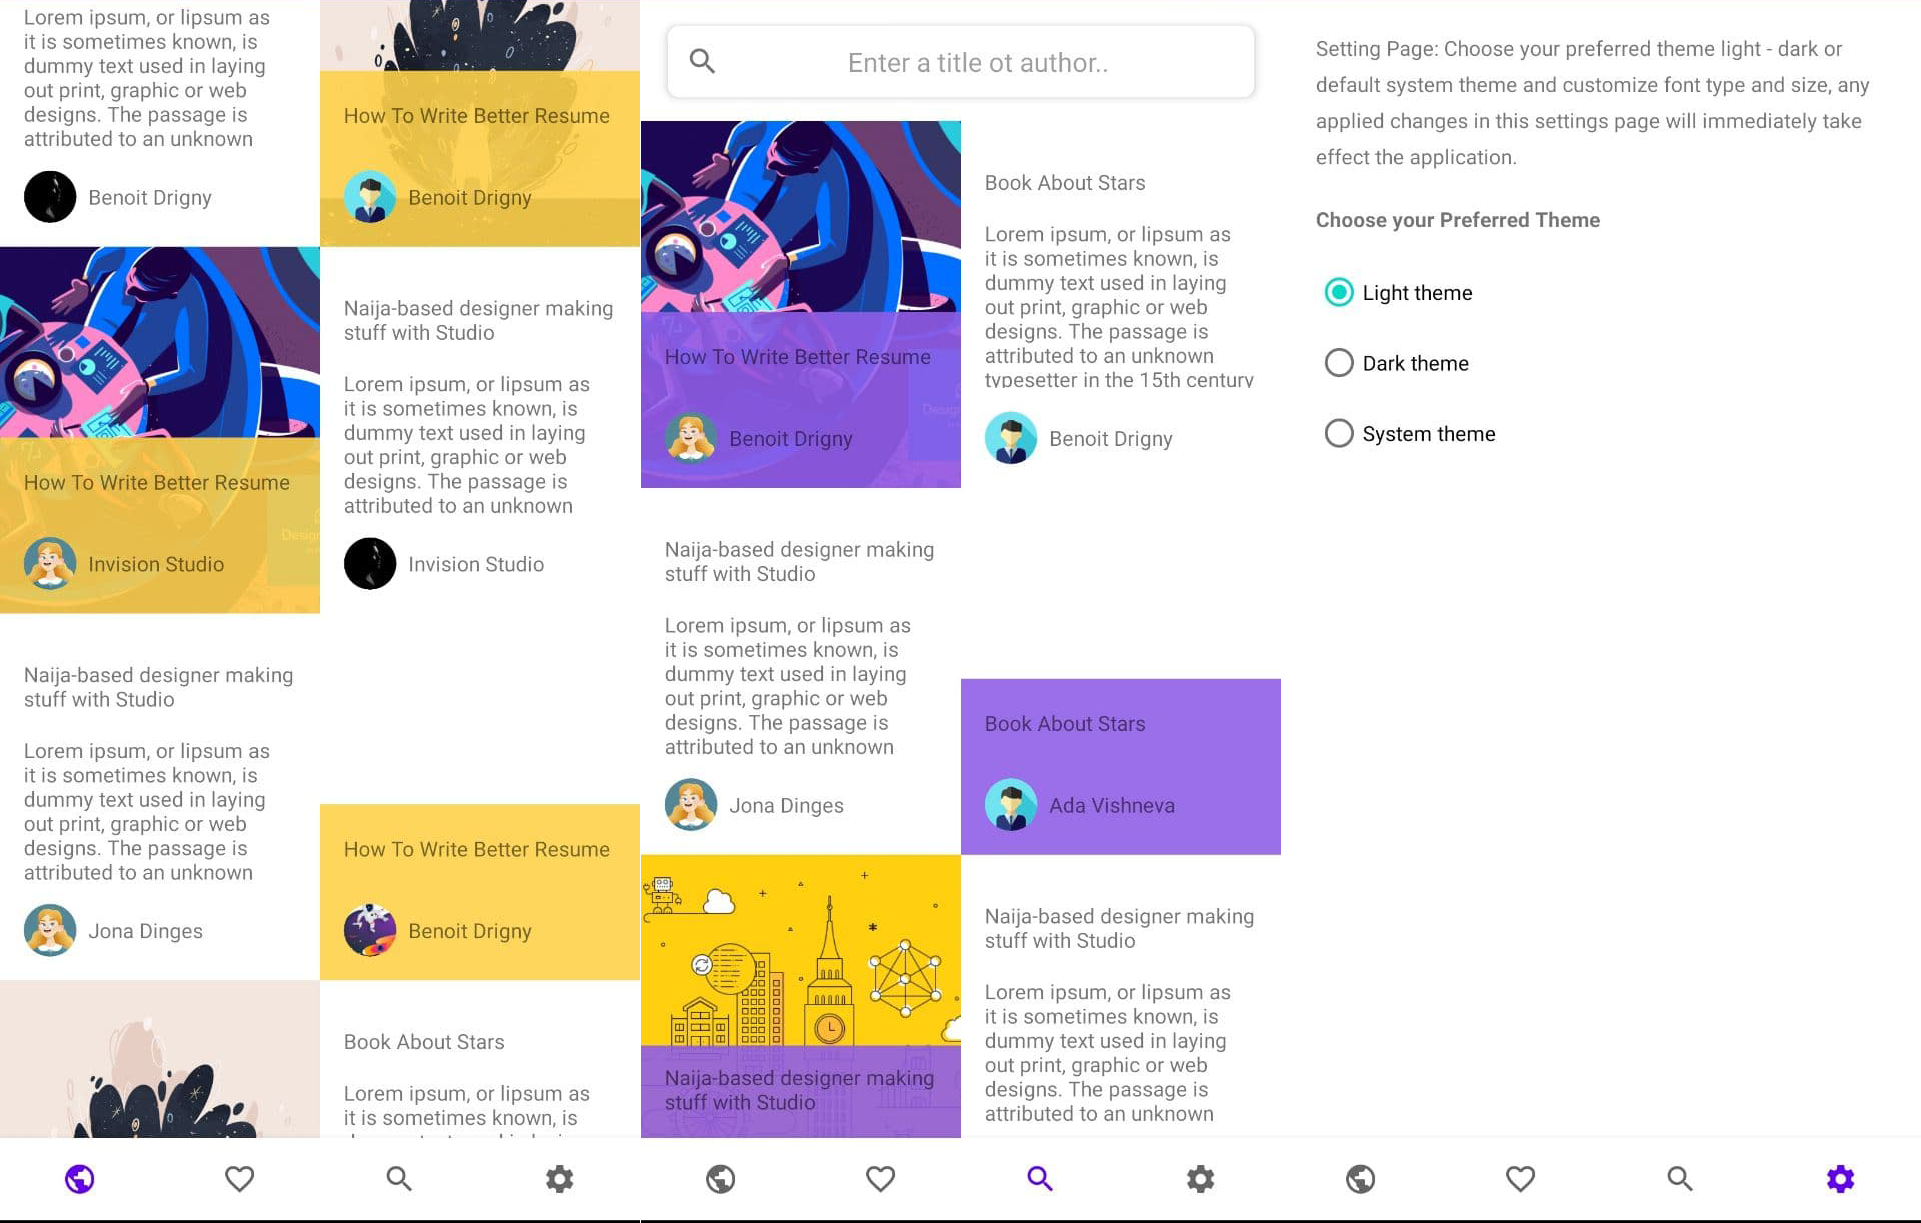 Lorem ipsum, or lipsum as
it is sometimes known, is
dummy text used in laying
out print, graphic or web
designs. The passage is
attributed to an unknown
Benoit Drigny
How To Write Better Resume
Invision Studio
Naija-based designer making
stuff with Studio
Lorem ipsum, or lipsum as
it is sometimes known, is
dummy text used in laying
out print, graphic or web
designs. The passage is
attributed to an unknown
Jona Dinges
How To Write Better Resume
Benoit Drigny
Naija-based designer making
stuff with Studio
Lorem ipsum, or lipsum as
it is sometimes known, is
dummy text used in laying
out print, graphic or web
designs. The passage is
attributed to an unknown
Invision Studio
How To Write Better Resume
Benoit Drigny
Book About Stars
Lorem ipsum, or lipsum as
it is sometimes known, is
Enter a title ot author..
How To Write Better Resume
Benoit Drigny
Naija-based designer making
stuff with Studio
Lorem ipsum, or lipsum as
it is sometimes known, is
dummy text used in laying
out print, graphic or web
designs. The passage is
attributed to an unknown
Jona Dinges
Naija-based designer making
stuff with Studio
Book About Stars
Lorem ipsum, or lipsum as
it is sometimes known, is
dummy text used in laying
out print, graphic or web
designs. The passage is
attributed to an unknown
typesetter in the 15th century
Benoit Drigny
Book About Stars
Ada Vishneva
Naija-based designer making
stuff with Studio
Lorem ipsum, or lipsum as
it is sometimes known, is
dummy text used in laying
out print, graphic or web
designs. The passage is
attributed to an unknown
Setting Page: Choose your preferred theme light - dark or
default system theme and customize font type and size, any
applied changes in this settings page will immediately take
effect the application.
Choose your Preferred Theme
Light theme
Dark theme
System theme